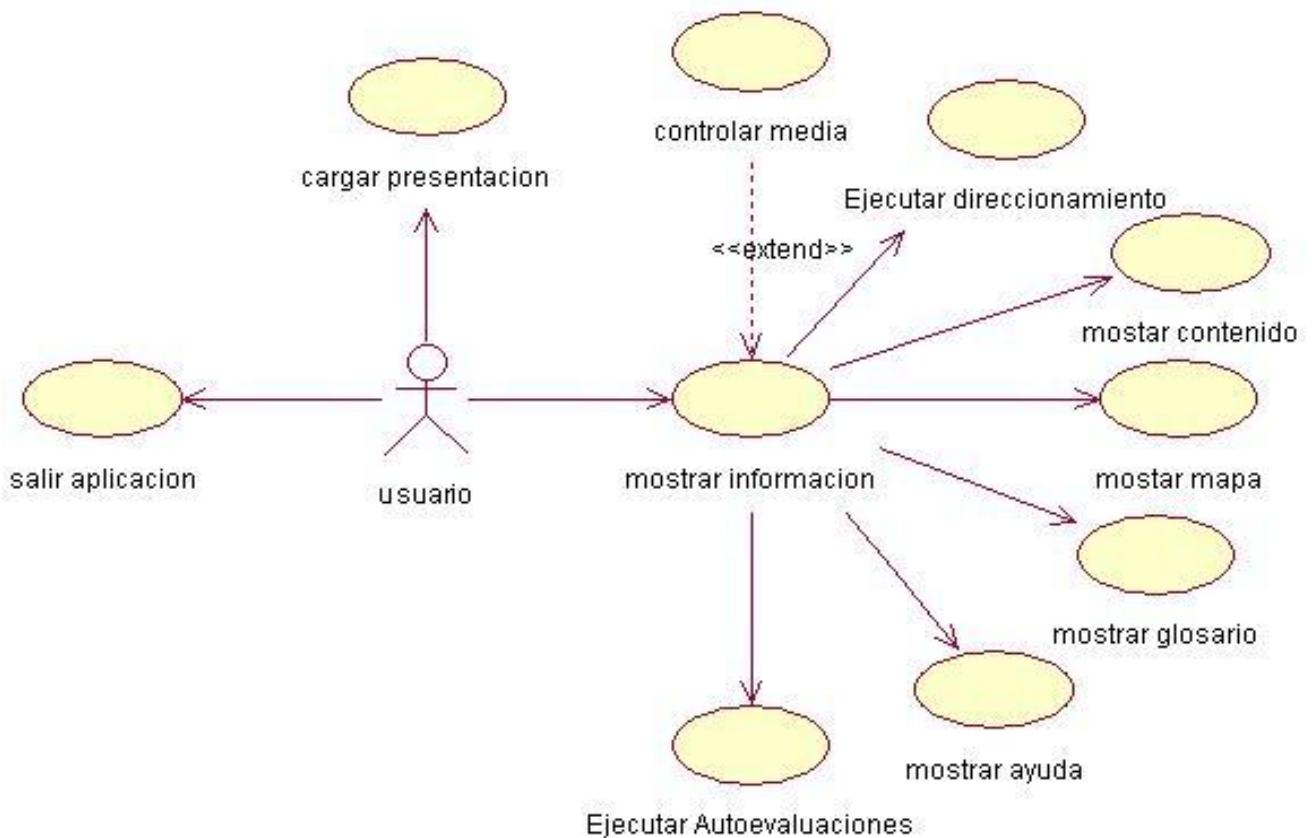 controlar media
cargar presentacion
Ejecutar direccionamiento
<<extend>>
mostar contenido
salir aplicacion
usuario
mostrar informacion
mostar mapa
mostrar glosario
mostrar ayuda
Ejecutar Autoevaluaciones